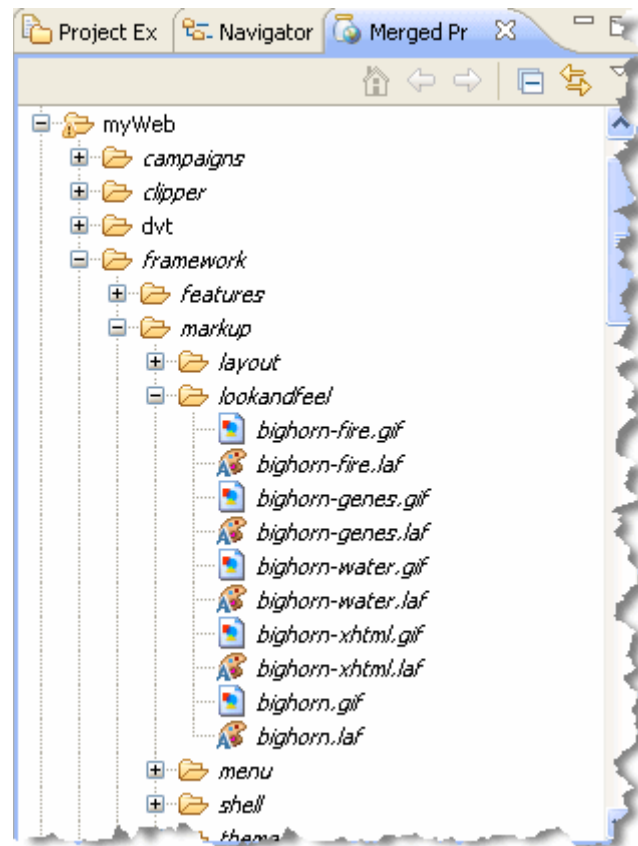 Project Ex Navigator Merged Pr
myWeb
campaigns
clipper
dvt
framework
features
markup
layout
lookandfeel
bighorn-fire.gif
bighorn-fire.laf
bighorn-genes.gif
bighorn-genes.laf
bighorn-water.gif
bighorn-water.laf
bighorn-xhtml.gif
bighorn-xhtml.laf
bighorn.gif
bighorn.laf
menu
shell